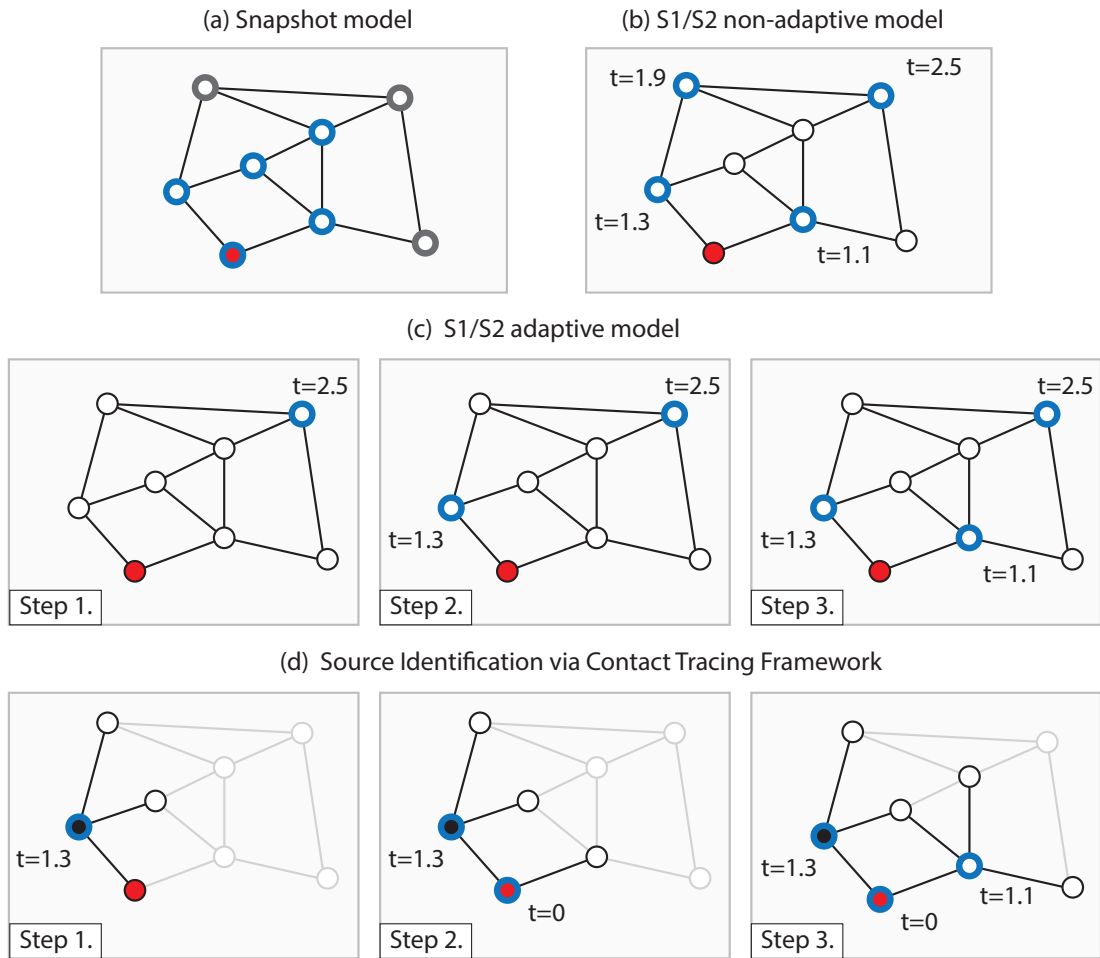 (a) Snapshot model
(b) S1/S2 non-adaptive model
t=1.9
t=2.5
t=1.3
t=1.1
(c) S1/S2 adaptive model
t=2.5
Step 1.
t=2.5
t=1.3
Step 2.
t=2.5
t=1.3
t=1.1
Step 3.
(d) Source Identification via Contact Tracing Framework
t=1.3
Step 1.
t=1.3
t=0
Step 2.
t=1.3
t=1.1
t=0
Step 3.